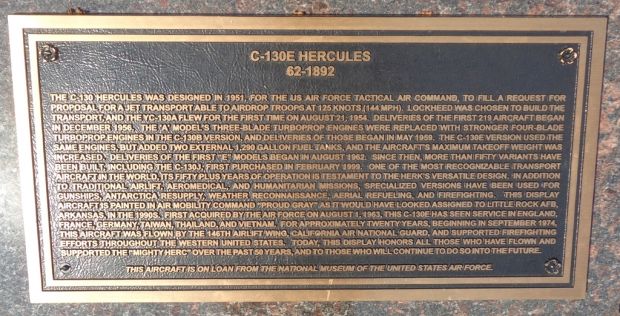 C-130E HERCULES
62-1892
THE C-130 HERCULES WAS DESIGNED IN 1951, FOR THE US AIR FORCE TACTICAL AIR COMMAND, TO FILL A REQUEST FOR
PROPOSAL FOR A JET TRANSPORT ABLE TO AIRDROP TROOPS AT 125 KNOTS (144 MPH). LOCKHEED WAS CHOSEN TO BUILD THE
TRANSPORT, AND THE YC-130A FLEW FOR THE FIRST TIME ON AUGUST 21, 1954. DELIVERIES OF THE FIRST 219 AIRCRAFT BEGAN
IN DECEMBER 1956. THE "A" MODEL'S THREE-BLADE TURBOPROP ENGINES WERE REPLACED WITH STRONGER FOUR-BLADE
TURBOPROP ENGINES IN THE C-130B VERSION, AND DELIVERIES OF THOSE BEGAN IN MAY 1959. THE C-130E VERSION USED THE
SAME ENGINES, BUT ADDED TWO EXTERNAL 1,290 GALLON FUEL TANKS, AND THE AIRCRAFT'S MAXIMUM TAKEOFF WEIGHT WAS
INCREASED. DELIVERIES OF THE FIRST "E" MODELS BEGAN IN AUGUST 1962. SINCE THEN, MORE THAN FIFTY VARIANTS HAVE
BEEN BUILT, INCLUDING THE C-130J, FIRST PURCHASED IN FEBRUARY 1999. ONE OF THE MOST RECOGNIZABLE TRANSPORT
AIRCRAFT IN THE WORLD, ITS FIFTY PLUS YEARS OF OPERATION IS TESTAMENT TO THE HERK'S VERSATILE DESIGN. IN ADDITION
TO TRADITIONAL AIRLIFT, AEROMEDICAL, AND HUMANITARIAN MISSIONS, SPECIALIZED VERSIONS HAVE BEEN USED FOR
GUNSHIPS, ANTARCTICA RESUPPLY, WEATHER RECONNAISSANCE, AERIAL REFUELING, AND FIREFIGHTING. THIS DISPLAY
AIRCRAFT IS PAINTED IN AIR MOBILITY COMMAND "PROUD GRAY" AS IT WOULD HAVE LOOKED ASSIGNED TO LITTLE ROCK AFB,
ARKANSAS, IN THE 1990S. FIRST ACQUIRED BY THE AIR FORCE ON AUGUST 1, 1963, THIS C-130E HAS SEEN SERVICE IN ENGLAND,
FRANCE, GERMANY, TAIWAN, THAILAND, AND VIETNAM. FOR APPROXIMATELY TWENTY YEARS, BEGINNING IN SEPTEMBER 1974,
THIS AIRCRAFT WAS FLOWN BY THE 146TH AIRLIFT WING, CALIFORNIA AIR NATIONAL GUARD, AND SUPPORTED FIREFIGHTING
EFFORTS THROUGHOUT THE WESTERN UNITED STATES. TODAY, THIS DISPLAY HONORS ALL THOSE WHO HAVE FLOWN AND
SUPPORTED THE "MIGHTY HERC" OVER THE PAST 50 YEARS, AND TO THOSE WHO WILL CONTINUE TO DO SO INTO THE FUTURE.
THIS AIRCRAFT IS ON LOAN FROM THE NATIONAL MUSEUM OF THE UNITED STATES AIR FORCE.